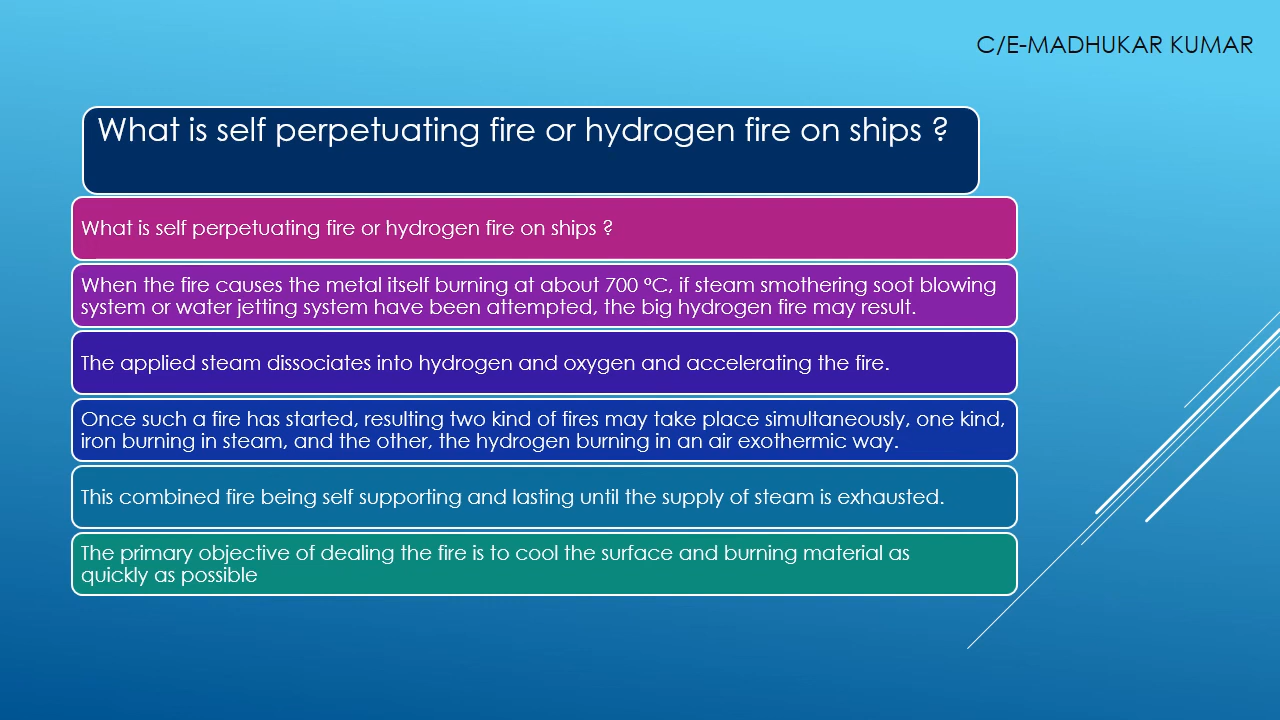 C/E-MADHUKAR KUMAR
What is self perpetuating fire or hydrogen fire on ships ?
What is self perpetuating fire or hydrogen fire on ships ?
When the fire causes the metal itself burning at about 700 °C, if steam smothering soot blowing
system or water jetting system have been attempted, the big hydrogen fire may result.
The applied steam dissociates into hydrogen and oxygen and accelerating the fire.
Once such a fire has started, resulting two kind of fires may take place simultaneously, one kind,
iron burning in steam, and the other, the hydrogen burning in an air exothermic way.
This combined fire being self supporting and lasting until the supply of steam is exhausted.
The primary objective of dealing the fire is to cool the surface and burning material as
quickly as possible